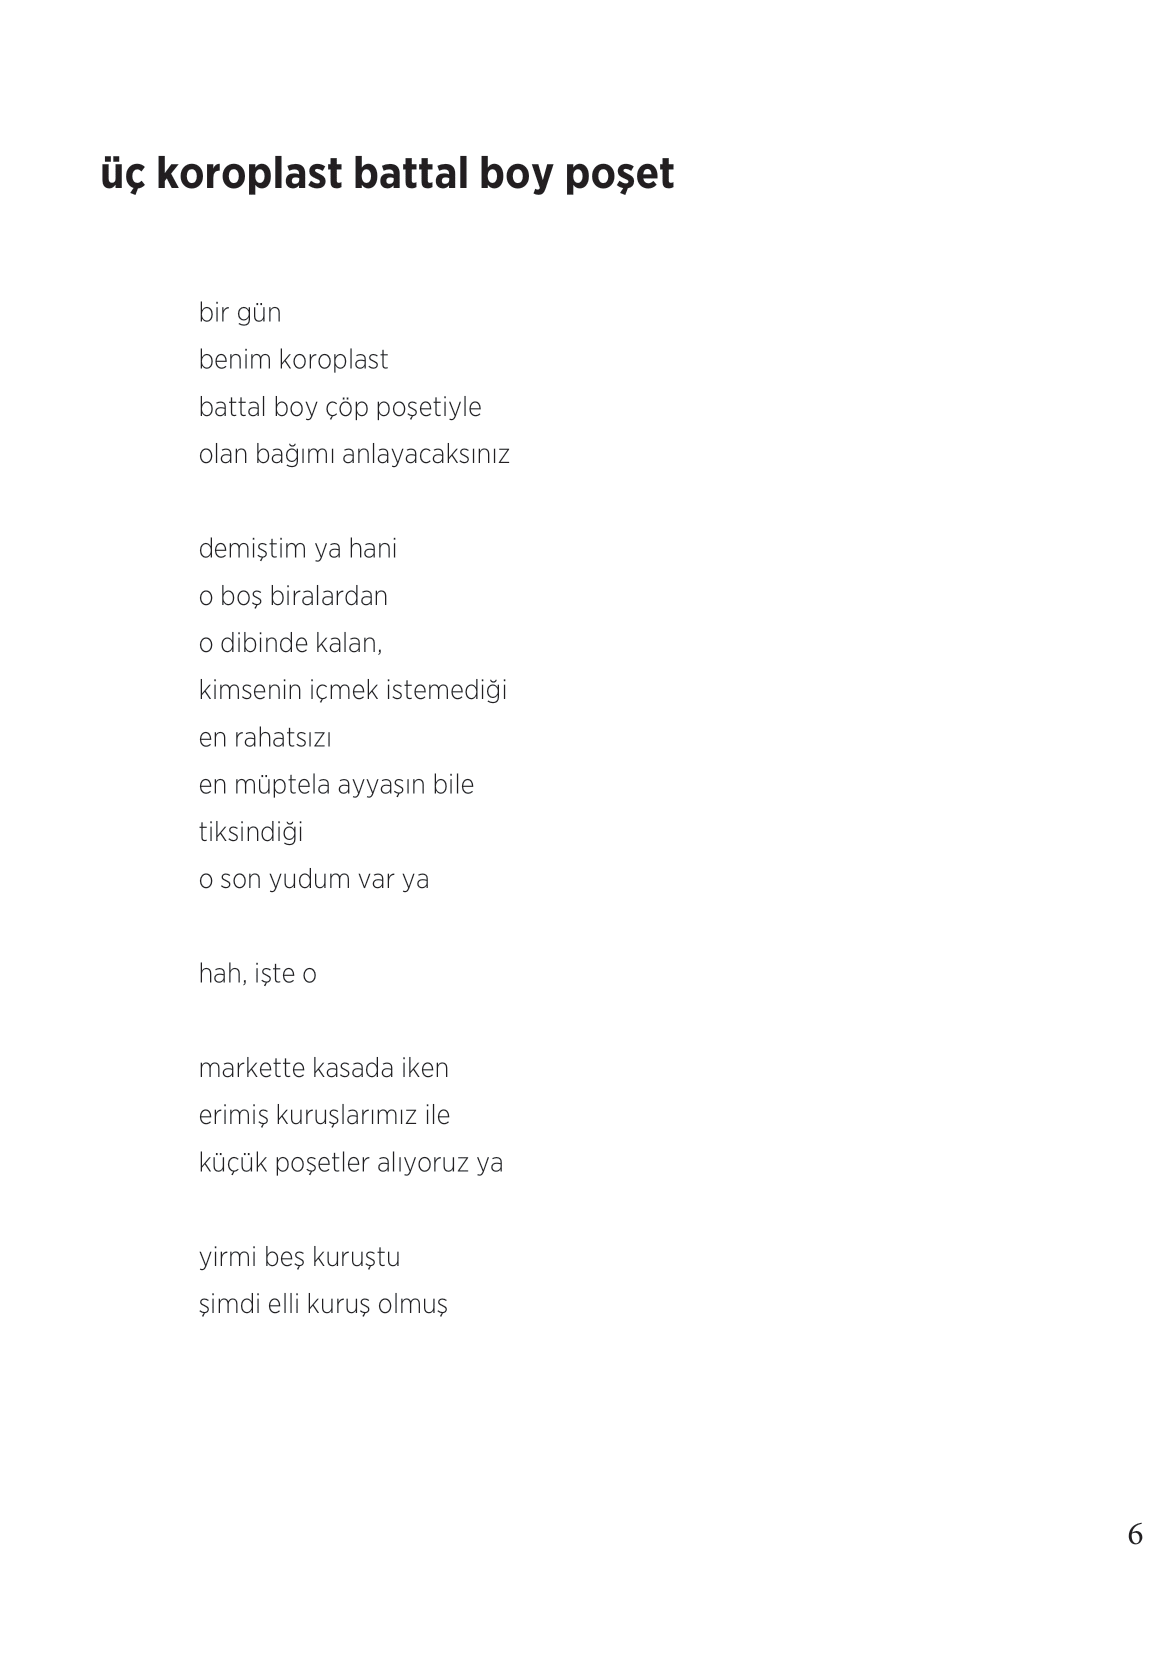 üç koroplast battal boy poşet
bir gün
benim koroplast
battal boy çöp poşetiyle
olan bağımı anlayacaksınız
demiştim ya hani
o boş biralardan
o dibinde kalan,
kimsenin içmek istemediği
en rahatsızı
en müptela ayyaşın bile
tiksindiği
o son yudum var ya
hah, işte o
markette kasada iken
erimiş kuruşlarımız ile
küçük poşetler alıyoruz ya
yirmi beş kuruştu
şimdi elli kuruş olmuş
6